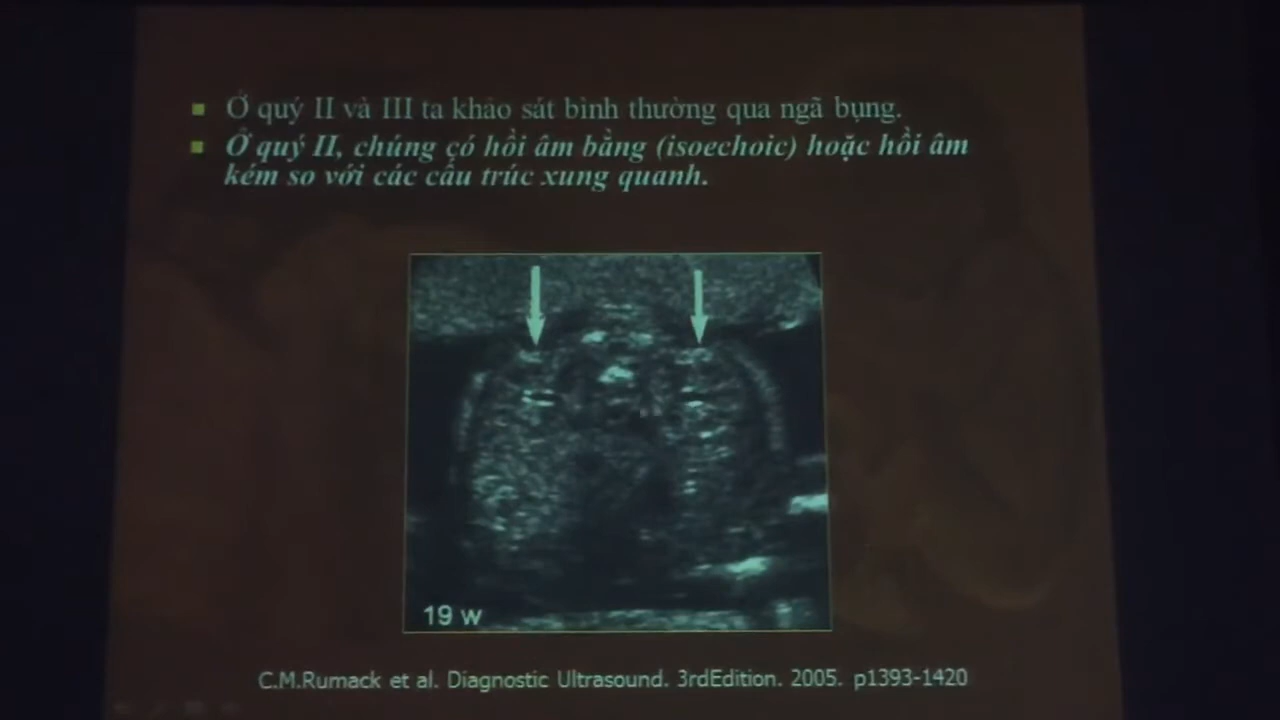 Ở quý II và III ta khảo sát bình thường qua ngã bụng.
Ở quý II, chúng có hồi âm bằng (isoechoic) hoặc hồi âm
kém so với các cấu trúc xung quanh.
19 w
C.M.Rumack et al. Diagnostic Ultrasound. 3rdEdition. 2005. p1393-1420